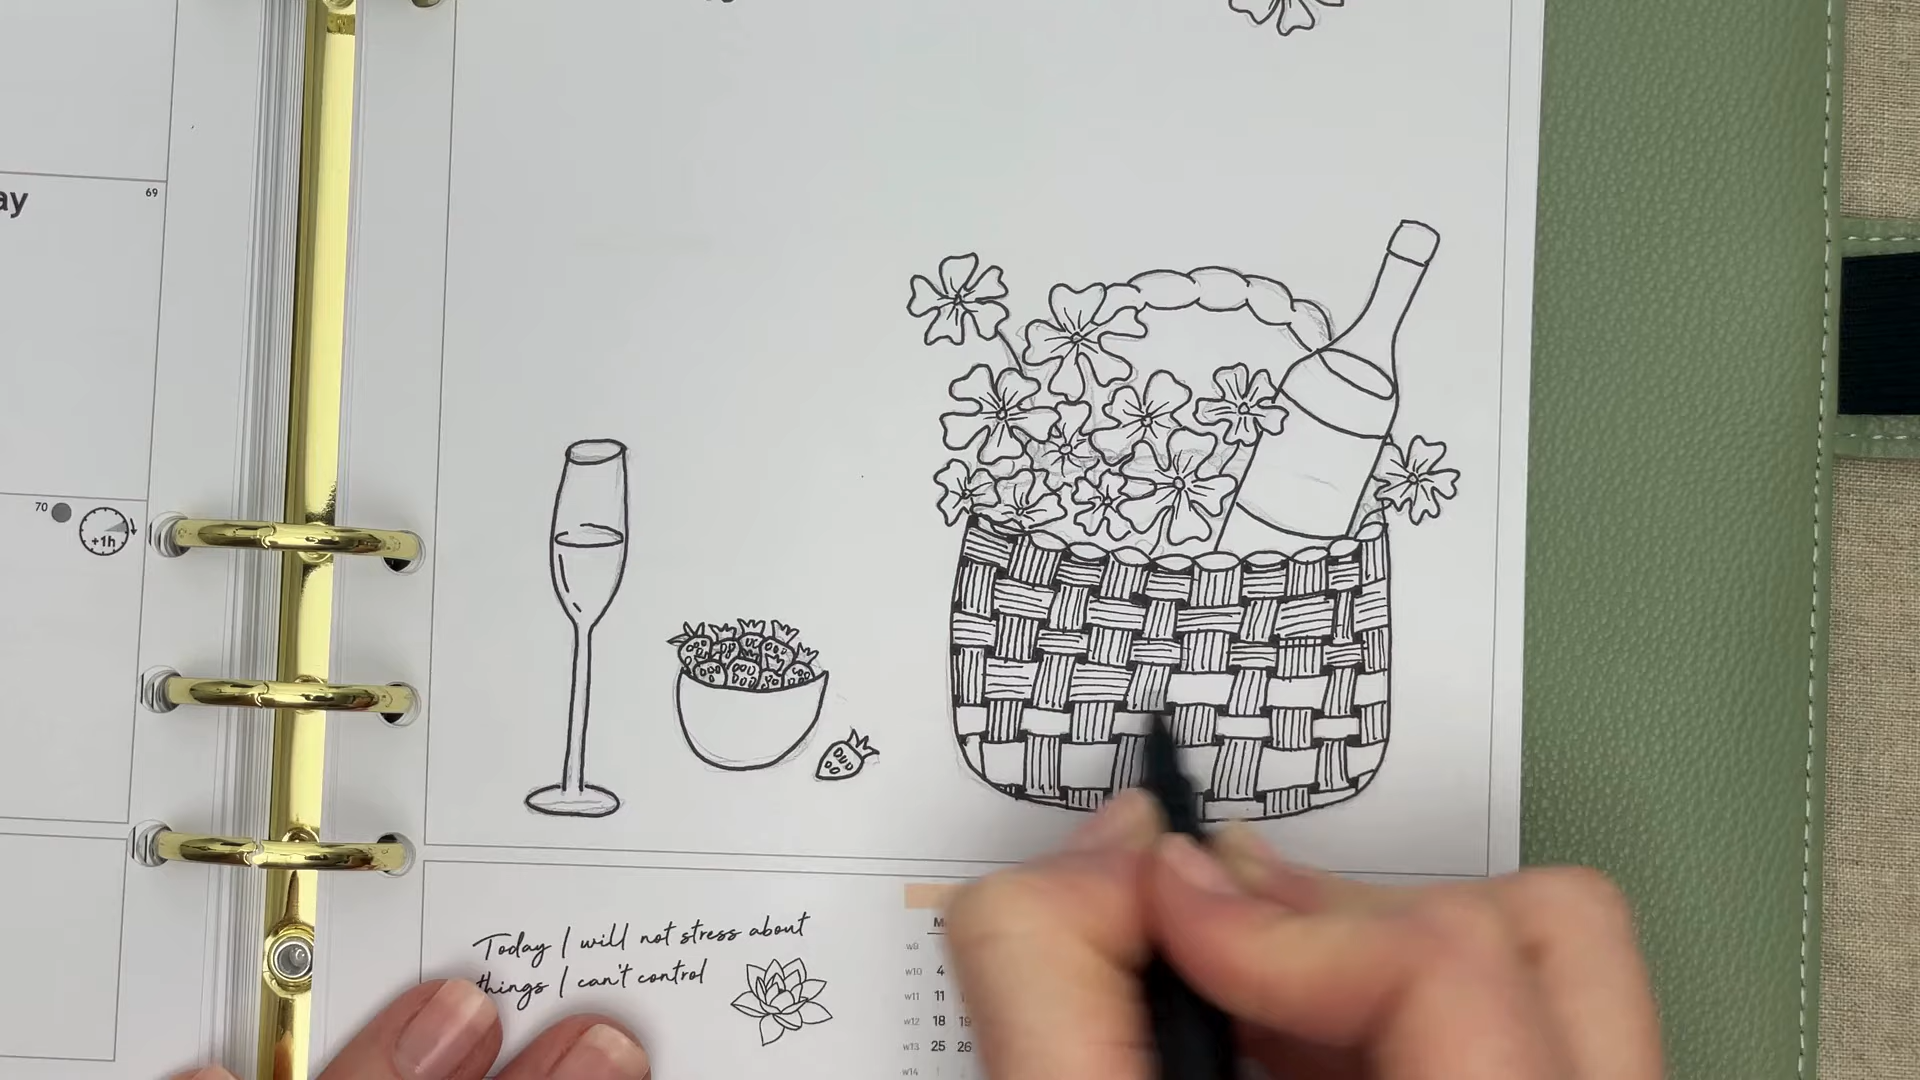 ay
69
70
+1h
Today I will not stress about
things I can't control
M
w9
w10 4
w11 11
w12 18 19
w13 25 26
w14